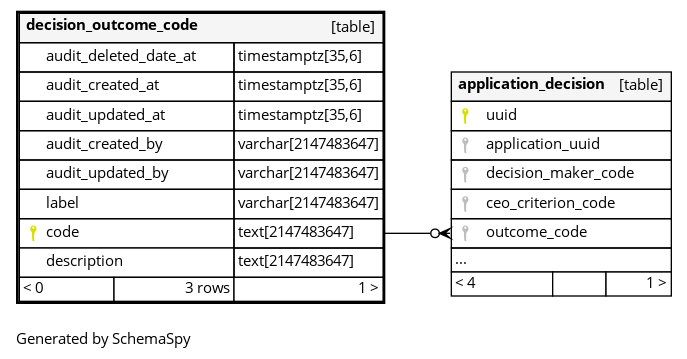 decision_outcome_code [table]
audit_deleted_date_at timestamptz[35,6]
audit_created_at timestamptz[35,6]
audit_updated_at timestamptz[35,6]
audit_created_by varchar[2147483647]
audit_updated_by varchar[2147483647]
label varchar[2147483647]
code text[2147483647]
description text[2147483647]
< 0 3 rows 1 >
application_decision [table]
uuid
application_uuid
decision_maker_code
ceo_criterion_code
outcome_code
...
< 4 1 >
Generated by SchemaSpy